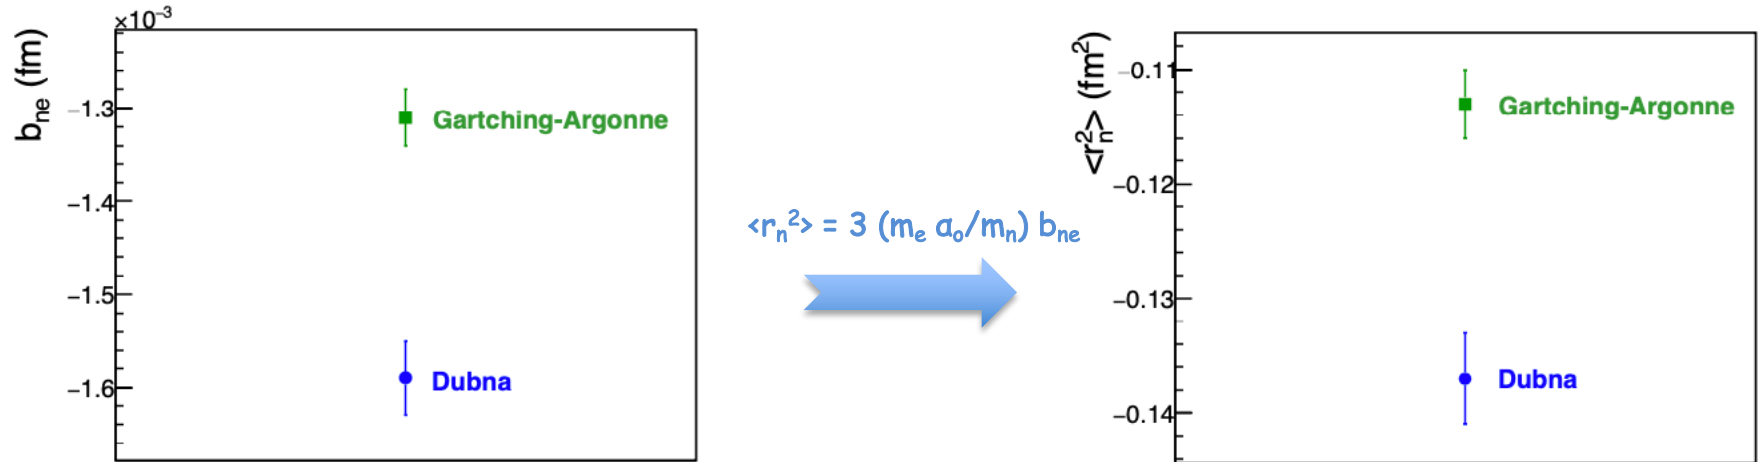 ×10⁻³
b_ne (fm)
−1.3
−1.4
−1.5
−1.6
Gartching-Argonne
Dubna
<r_n²> = 3 (m_e a_o/m_n) b_ne
<r_n²> (fm²)
−0.11
−0.12
−0.13
−0.14
Gartching-Argonne
Dubna